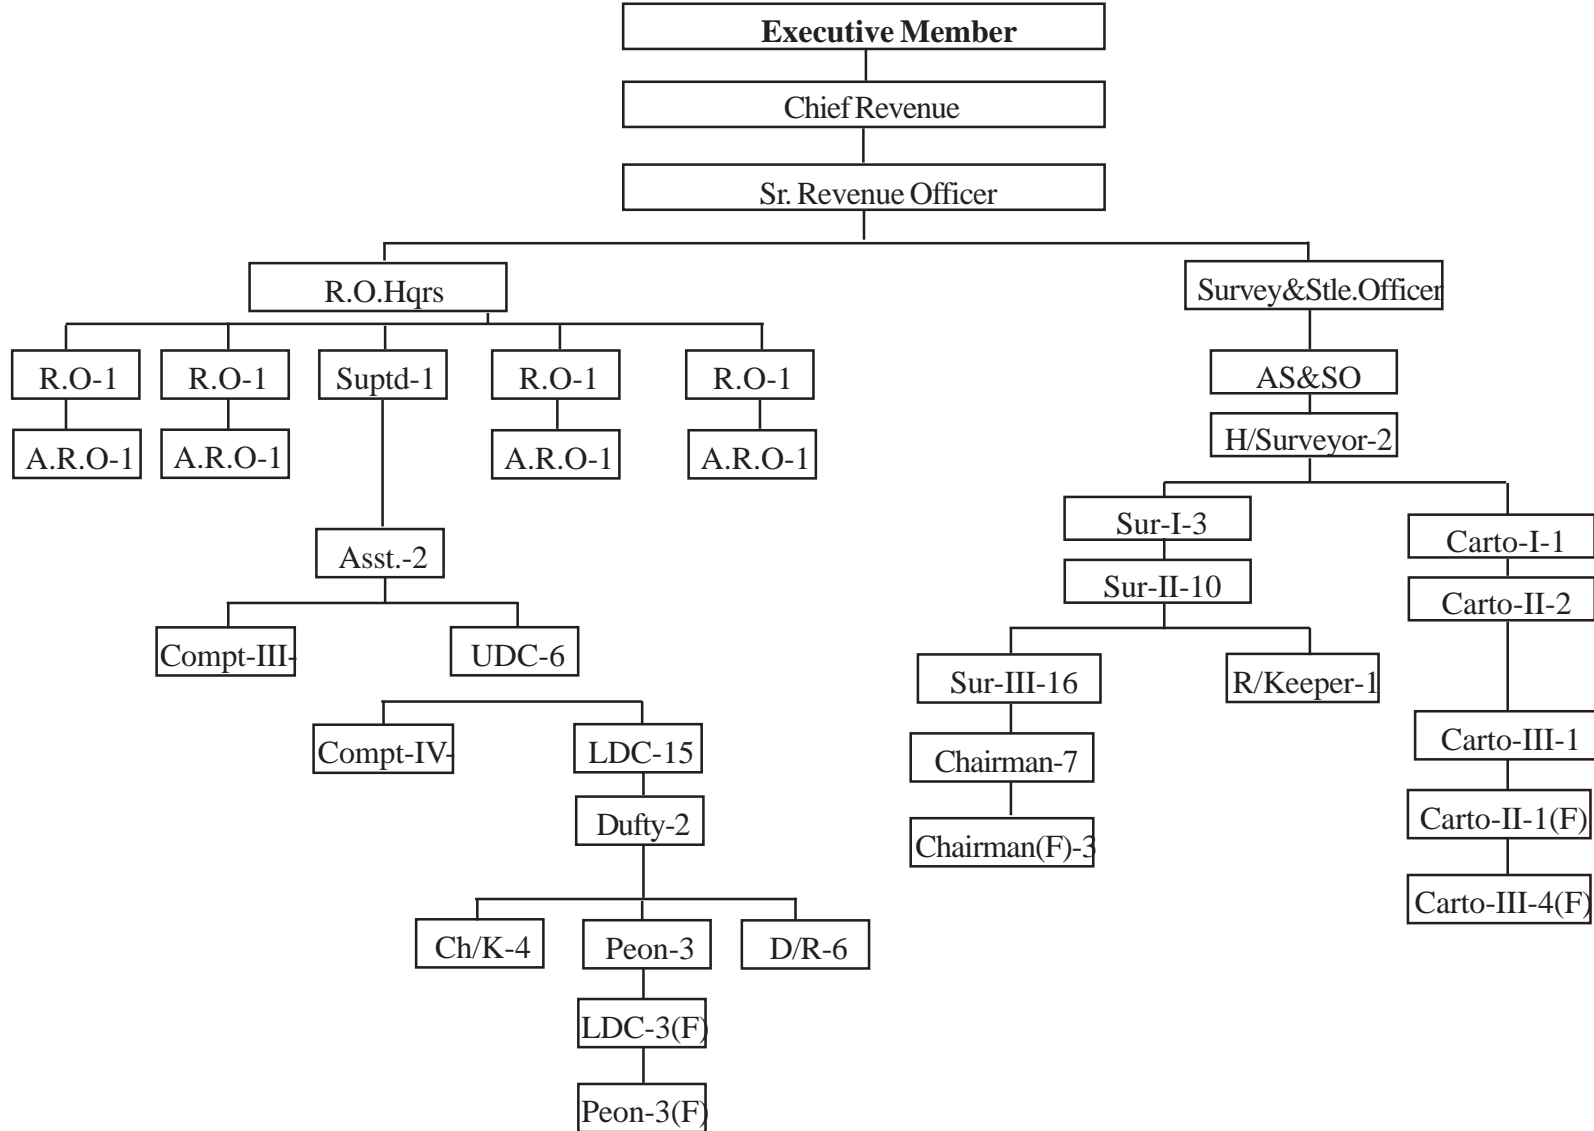 Executive Member
Chief Revenue
Sr. Revenue Officer
R.O.Hqrs
Survey&Stle.Officer
R.O-1
R.O-1
Suptd-1
R.O-1
R.O-1
AS&SO
A.R.O-1
A.R.O-1
A.R.O-1
A.R.O-1
H/Surveyor-2
Sur-I-3
Carto-I-1
Asst.-2
Sur-II-10
Carto-II-2
Compt-III-
UDC-6
Sur-III-16
R/Keeper-1
Compt-IV-
LDC-15
Chairman-7
Carto-III-1
Dufty-2
Chairman(F)-3
Carto-II-1(F)
Carto-III-4(F)
Ch/K-4
Peon-3
D/R-6
LDC-3(F)
Peon-3(F)